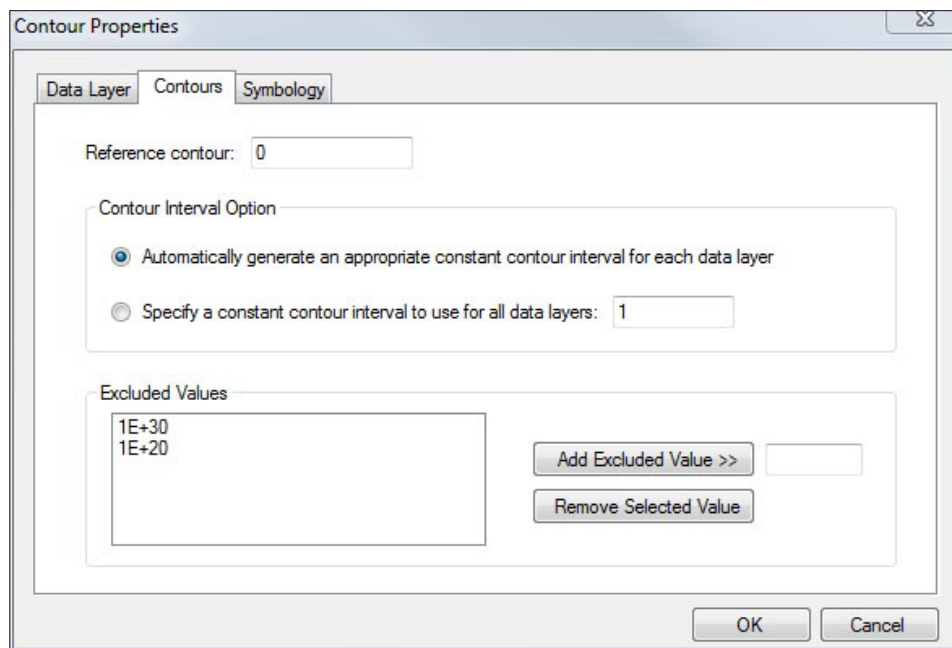 Contour Properties
Data Layer Contours Symbology
Reference contour: 0
Contour Interval Option
Automatically generate an appropriate constant contour interval for each data layer
Specify a constant contour interval to use for all data layers: 1
Excluded Values
1E+30
1E+20
Add Excluded Value >>
Remove Selected Value
OK Cancel